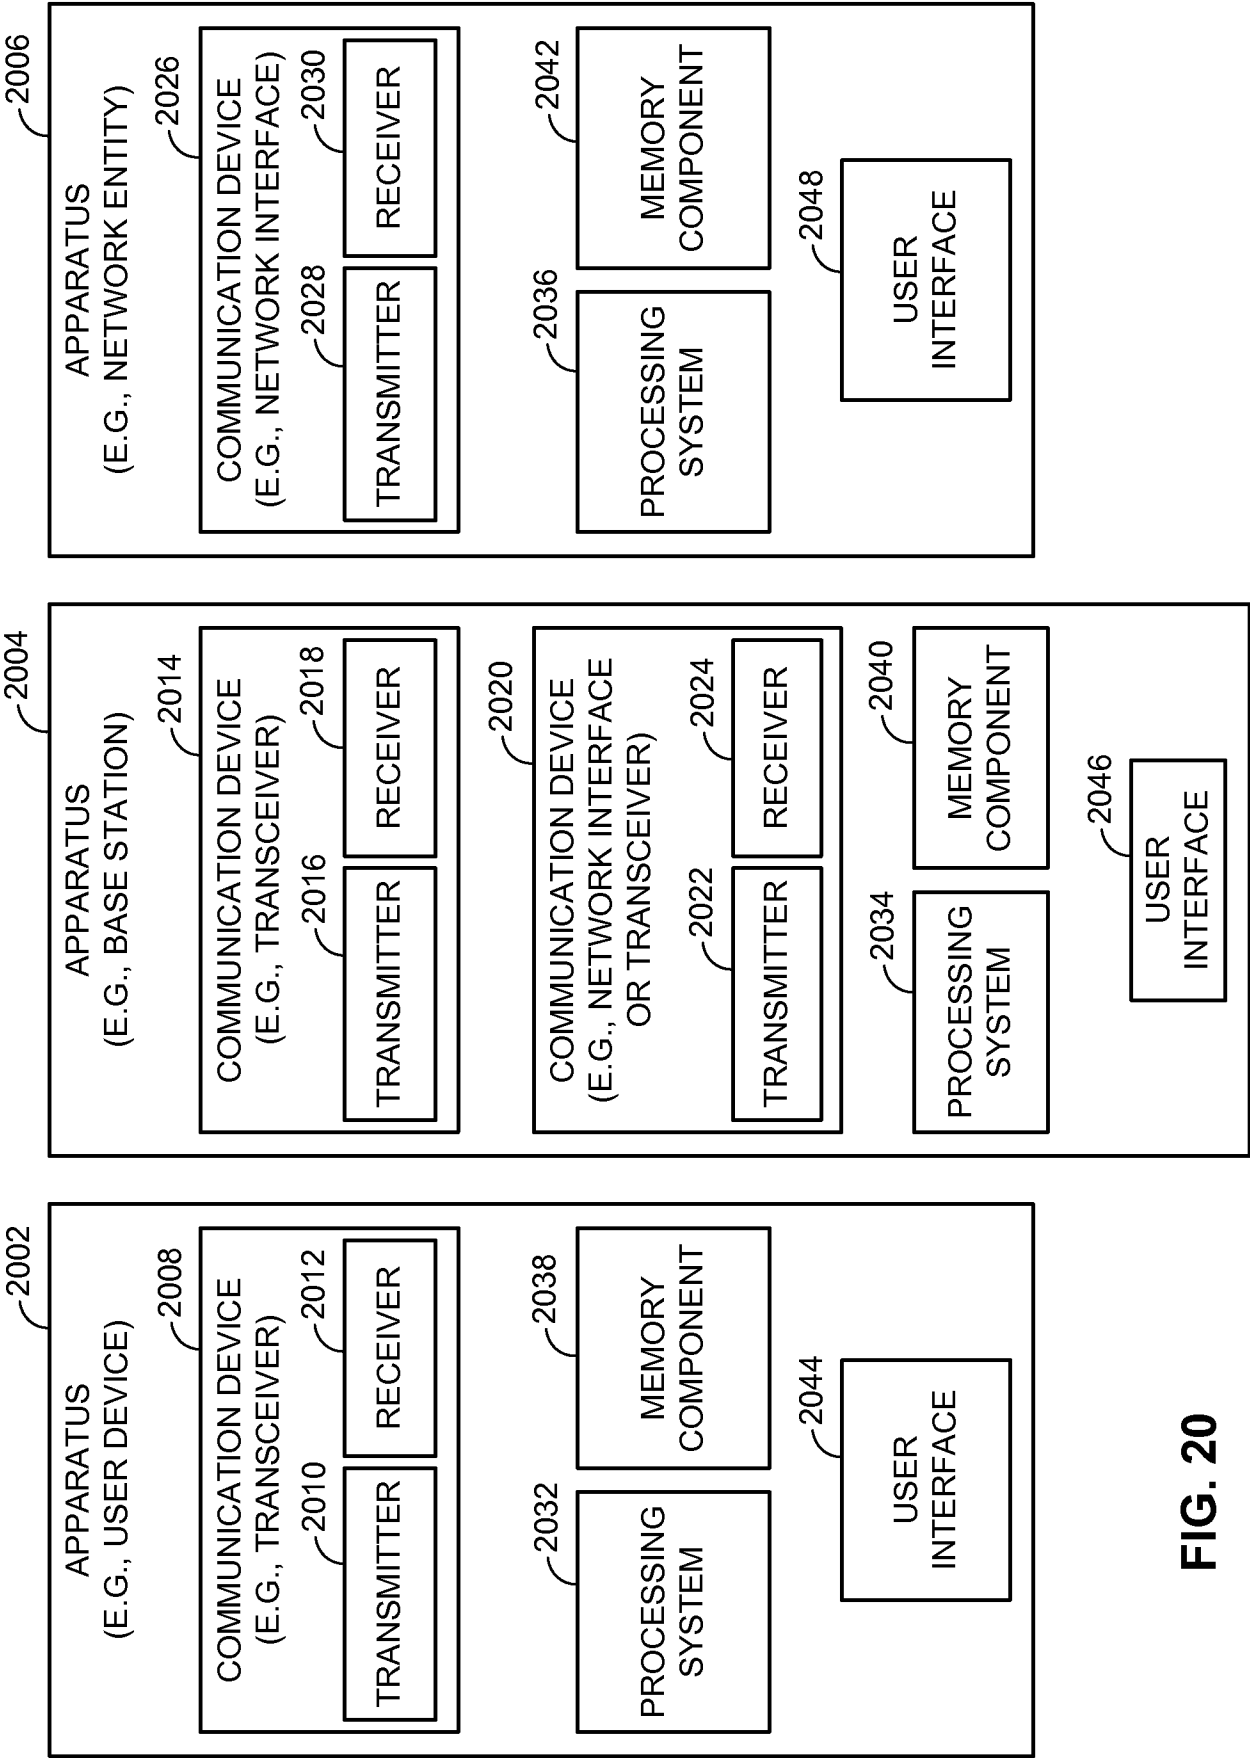 2002
APPARATUS
(E.G., USER DEVICE)
2008
COMMUNICATION DEVICE
(E.G., TRANSCEIVER)
2010
2012
TRANSMITTER
RECEIVER
2032
2038
PROCESSING
SYSTEM
MEMORY
COMPONENT
2044
USER
INTERFACE
2004
APPARATUS
(E.G., BASE STATION)
2014
COMMUNICATION DEVICE
(E.G., TRANSCEIVER)
2016
2018
TRANSMITTER
RECEIVER
2020
COMMUNICATION DEVICE
(E.G., NETWORK INTERFACE
OR TRANSCEIVER)
2022
2024
TRANSMITTER
RECEIVER
2034
2040
PROCESSING
SYSTEM
MEMORY
COMPONENT
2046
USER
INTERFACE
2006
APPARATUS
(E.G., NETWORK ENTITY)
2026
COMMUNICATION DEVICE
(E.G., NETWORK INTERFACE)
2028
2030
TRANSMITTER
RECEIVER
2036
2042
PROCESSING
SYSTEM
MEMORY
COMPONENT
2048
USER
INTERFACE
FIG. 20